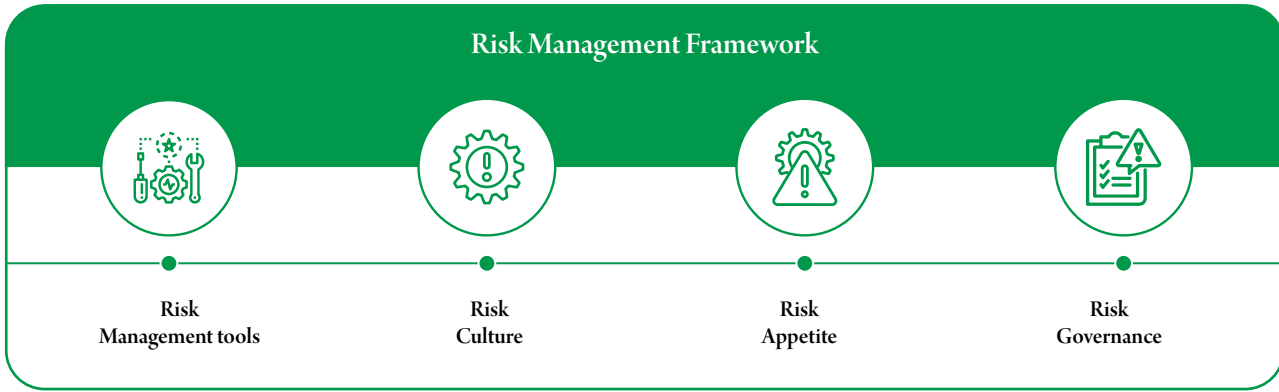 Risk Management Framework
Risk
Management tools
Risk
Culture
Risk
Appetite
Risk
Governance